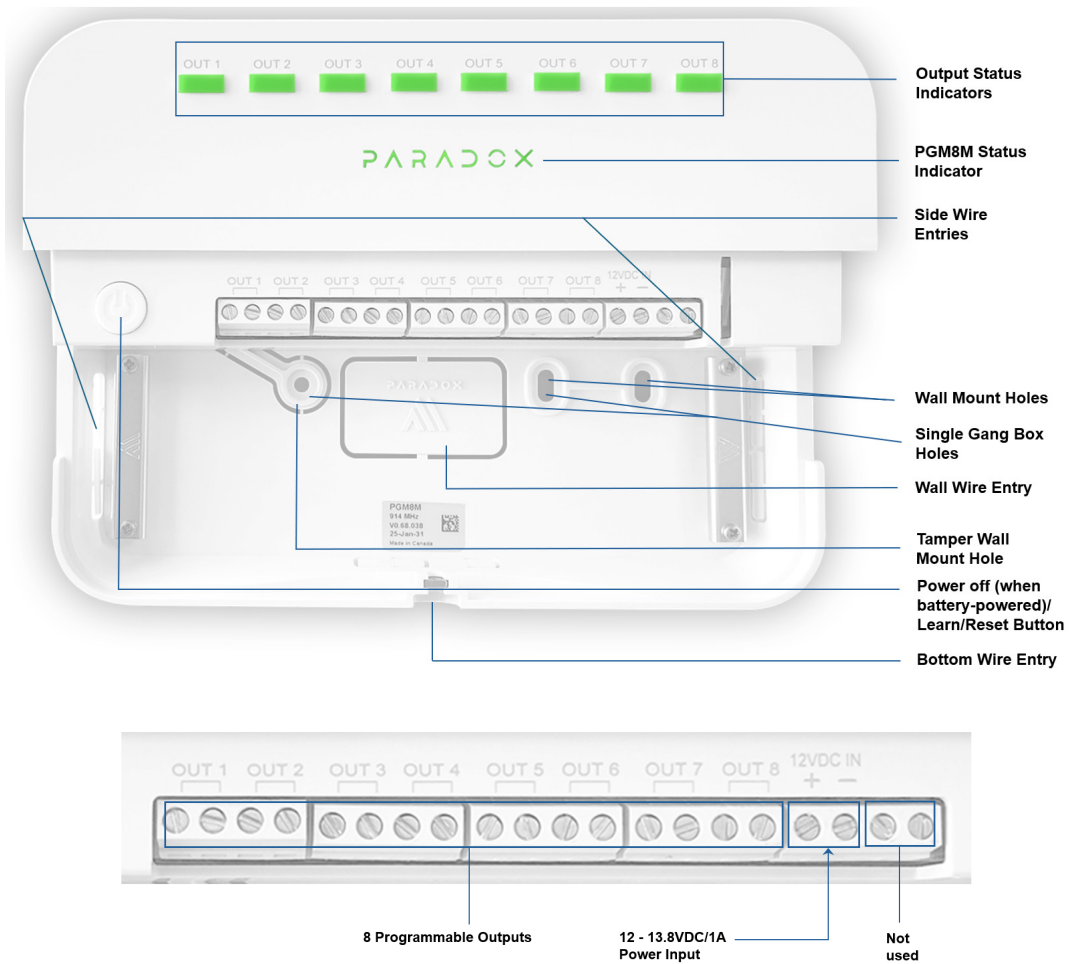 OUT 1 OUT 2 OUT 3 OUT 4 OUT 5 OUT 6 OUT 7 OUT 8
Output Status
Indicators
PARADOX
PGM8M Status
Indicator
Side Wire
Entries
OUT 1 OUT 2 OUT 3 OUT 4 OUT 5 OUT 6 OUT 7 OUT 8 12VDC IN
+ −
PARADOX
Wall Mount Holes
Single Gang Box
Holes
Wall Wire Entry
PGM8M
914 MHz
V0.68.038
25-Jan-31
Made in Canada
Tamper Wall
Mount Hole
Power off (when
battery-powered)/
Learn/Reset Button
Bottom Wire Entry
OUT 1 OUT 2 OUT 3 OUT 4 OUT 5 OUT 6 OUT 7 OUT 8 12VDC IN
+ −
8 Programmable Outputs
12 - 13.8VDC/1A
Power Input
Not
used